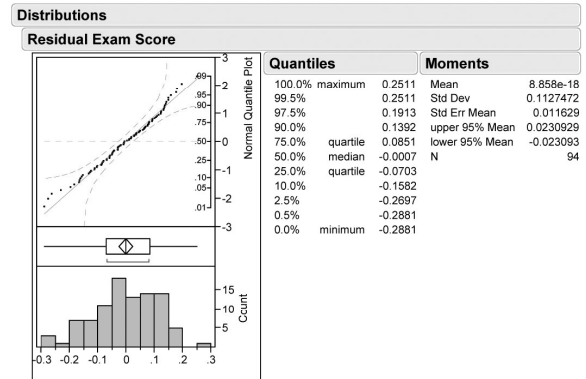 Distributions
Residual Exam Score
3
2
1
0
-1
-2
-3
.99
.95
.90
.75
.50
.25
.10
.05
.01
Normal Quantile Plot
15
10
5
Ccunt
-0.3 -0.2 -0.1 0 .1 .2 0.3
Quantiles
100.0% maximum 0.2511
99.5% 0.2511
97.5% 0.1913
90.0% 0.1392
75.0% quartile 0.0851
50.0% median -0.0007
25.0% quartile -0.0703
10.0% -0.1582
2.5% -0.2697
0.5% -0.2881
0.0% minimum -0.2881
Moments
Mean 8.858e-18
Std Dev 0.1127472
Std Err Mean 0.011629
upper 95% Mean 0.0230929
lower 95% Mean -0.023093
N 94